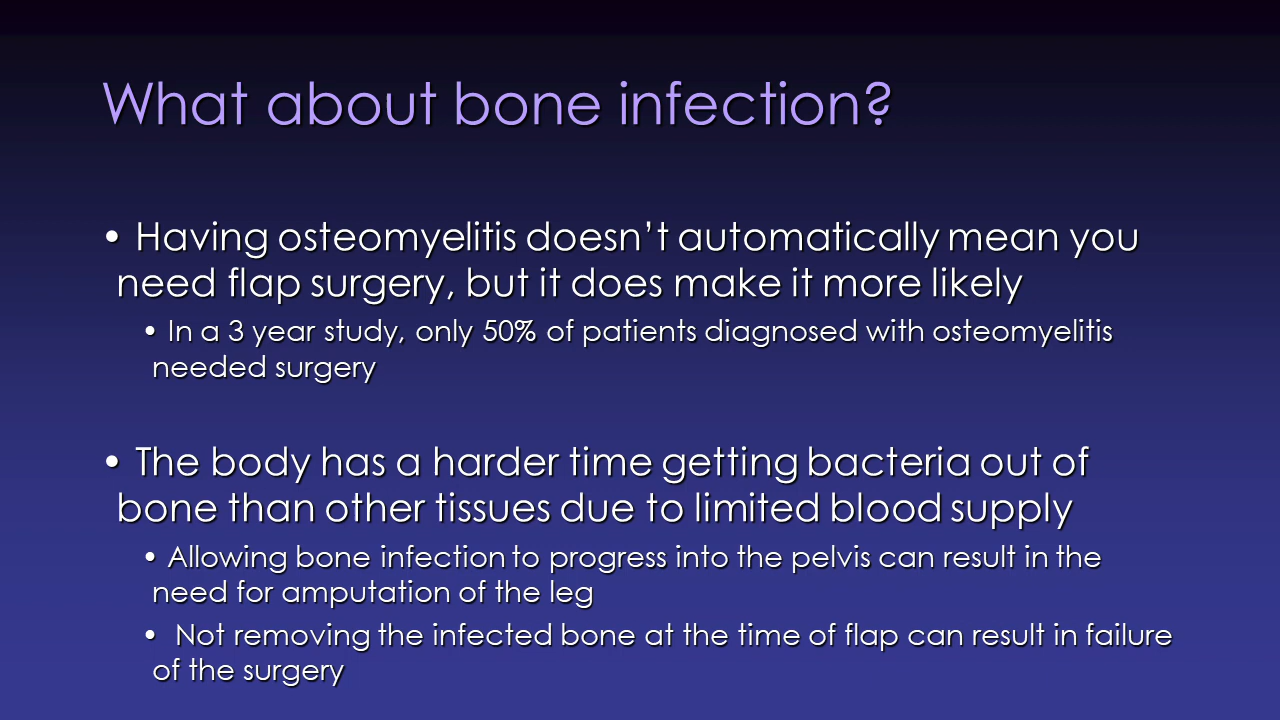 What about bone infection?
• Having osteomyelitis doesn’t automatically mean you
need flap surgery, but it does make it more likely
• In a 3 year study, only 50% of patients diagnosed with osteomyelitis
needed surgery
• The body has a harder time getting bacteria out of
bone than other tissues due to limited blood supply
• Allowing bone infection to progress into the pelvis can result in the
need for amputation of the leg
• Not removing the infected bone at the time of flap can result in failure
of the surgery